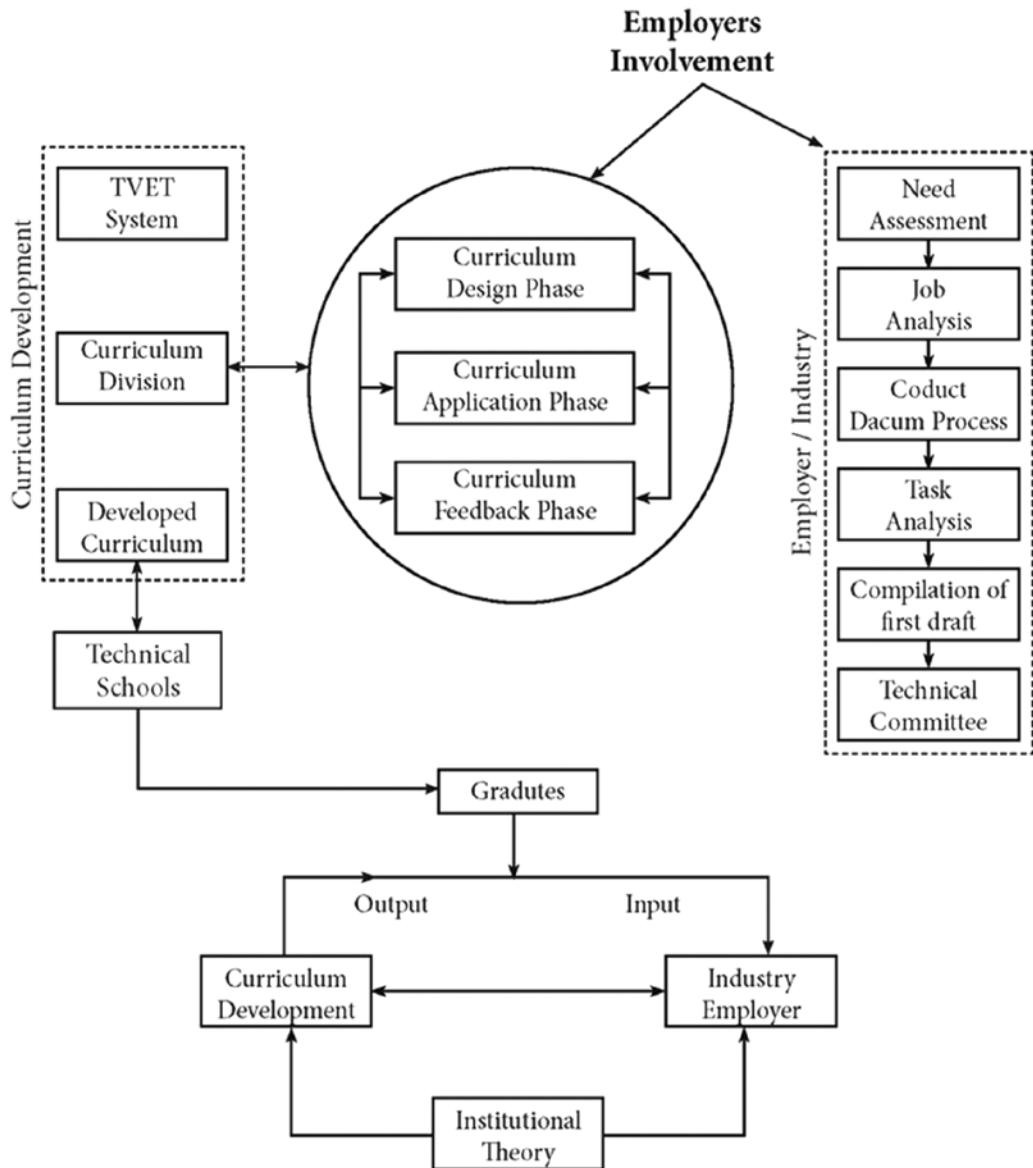 Employers
Involvement
Curriculum Development
TVET
System
Curriculum
Division
Developed
Curriculum
Technical
Schools
Curriculum
Design Phase
Curriculum
Application Phase
Curriculum
Feedback Phase
Employer / Industry
Need
Assessment
Job
Analysis
Coduct
Dacum Process
Task
Analysis
Compilation of
first draft
Technical
Committee
Gradutes
Output
Input
Curriculum
Development
Industry
Employer
Institutional
Theory